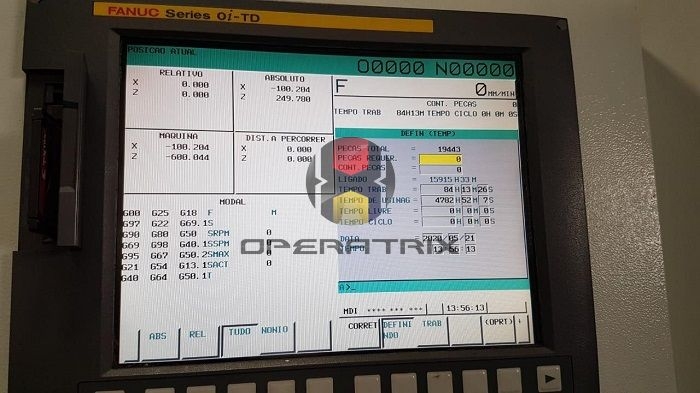 FANUC Series 0i-TD
POSICAO ATUAL
O0000 N00000
RELATIVO
X 0.000
Z 0.000
ABSOLUTO
X -100.204
Z 249.700
F 0 MM/MIN
CONT. PECAS 0
TEMPO TRAB 84H13M TEMPO CICLO 0H 0M 0S
MAQUINA
X -100.204
Z -600.044
DIST.A PERCORRER
X 0.000
Z 0.000
DEFIN (TEMP)
PECAS TOTAL = 19443
PECAS REQUER. = 0
CONT.PECAS = 0
LIGADO = 15915H33M
TEMPO TRAB = 84H13M26S
TEMPO DE USINAG = 4702H52M 7S
TEMPO LIVRE = 0H 0M 0S
TEMPO CICLO = 0H 0M 0S
DATA = 2020/05/21
TEMPO = 13:56:13
MODAL
G00 G25 G18 F M
G97 G22 G69.1S
G90 G80 G50 SRPM 0
G69 G98 G40.1SSPM 0
G95 G67 G50.2SMAX 0
G21 G54 G13.1SACT 0
G40 G64 G50.1T
OPERATRIX
A>_
MDI **** *** *** 13:56:13
ABS REL TUDO NONIO
CORRET DEFINI NDO TRAB (OPRT) +